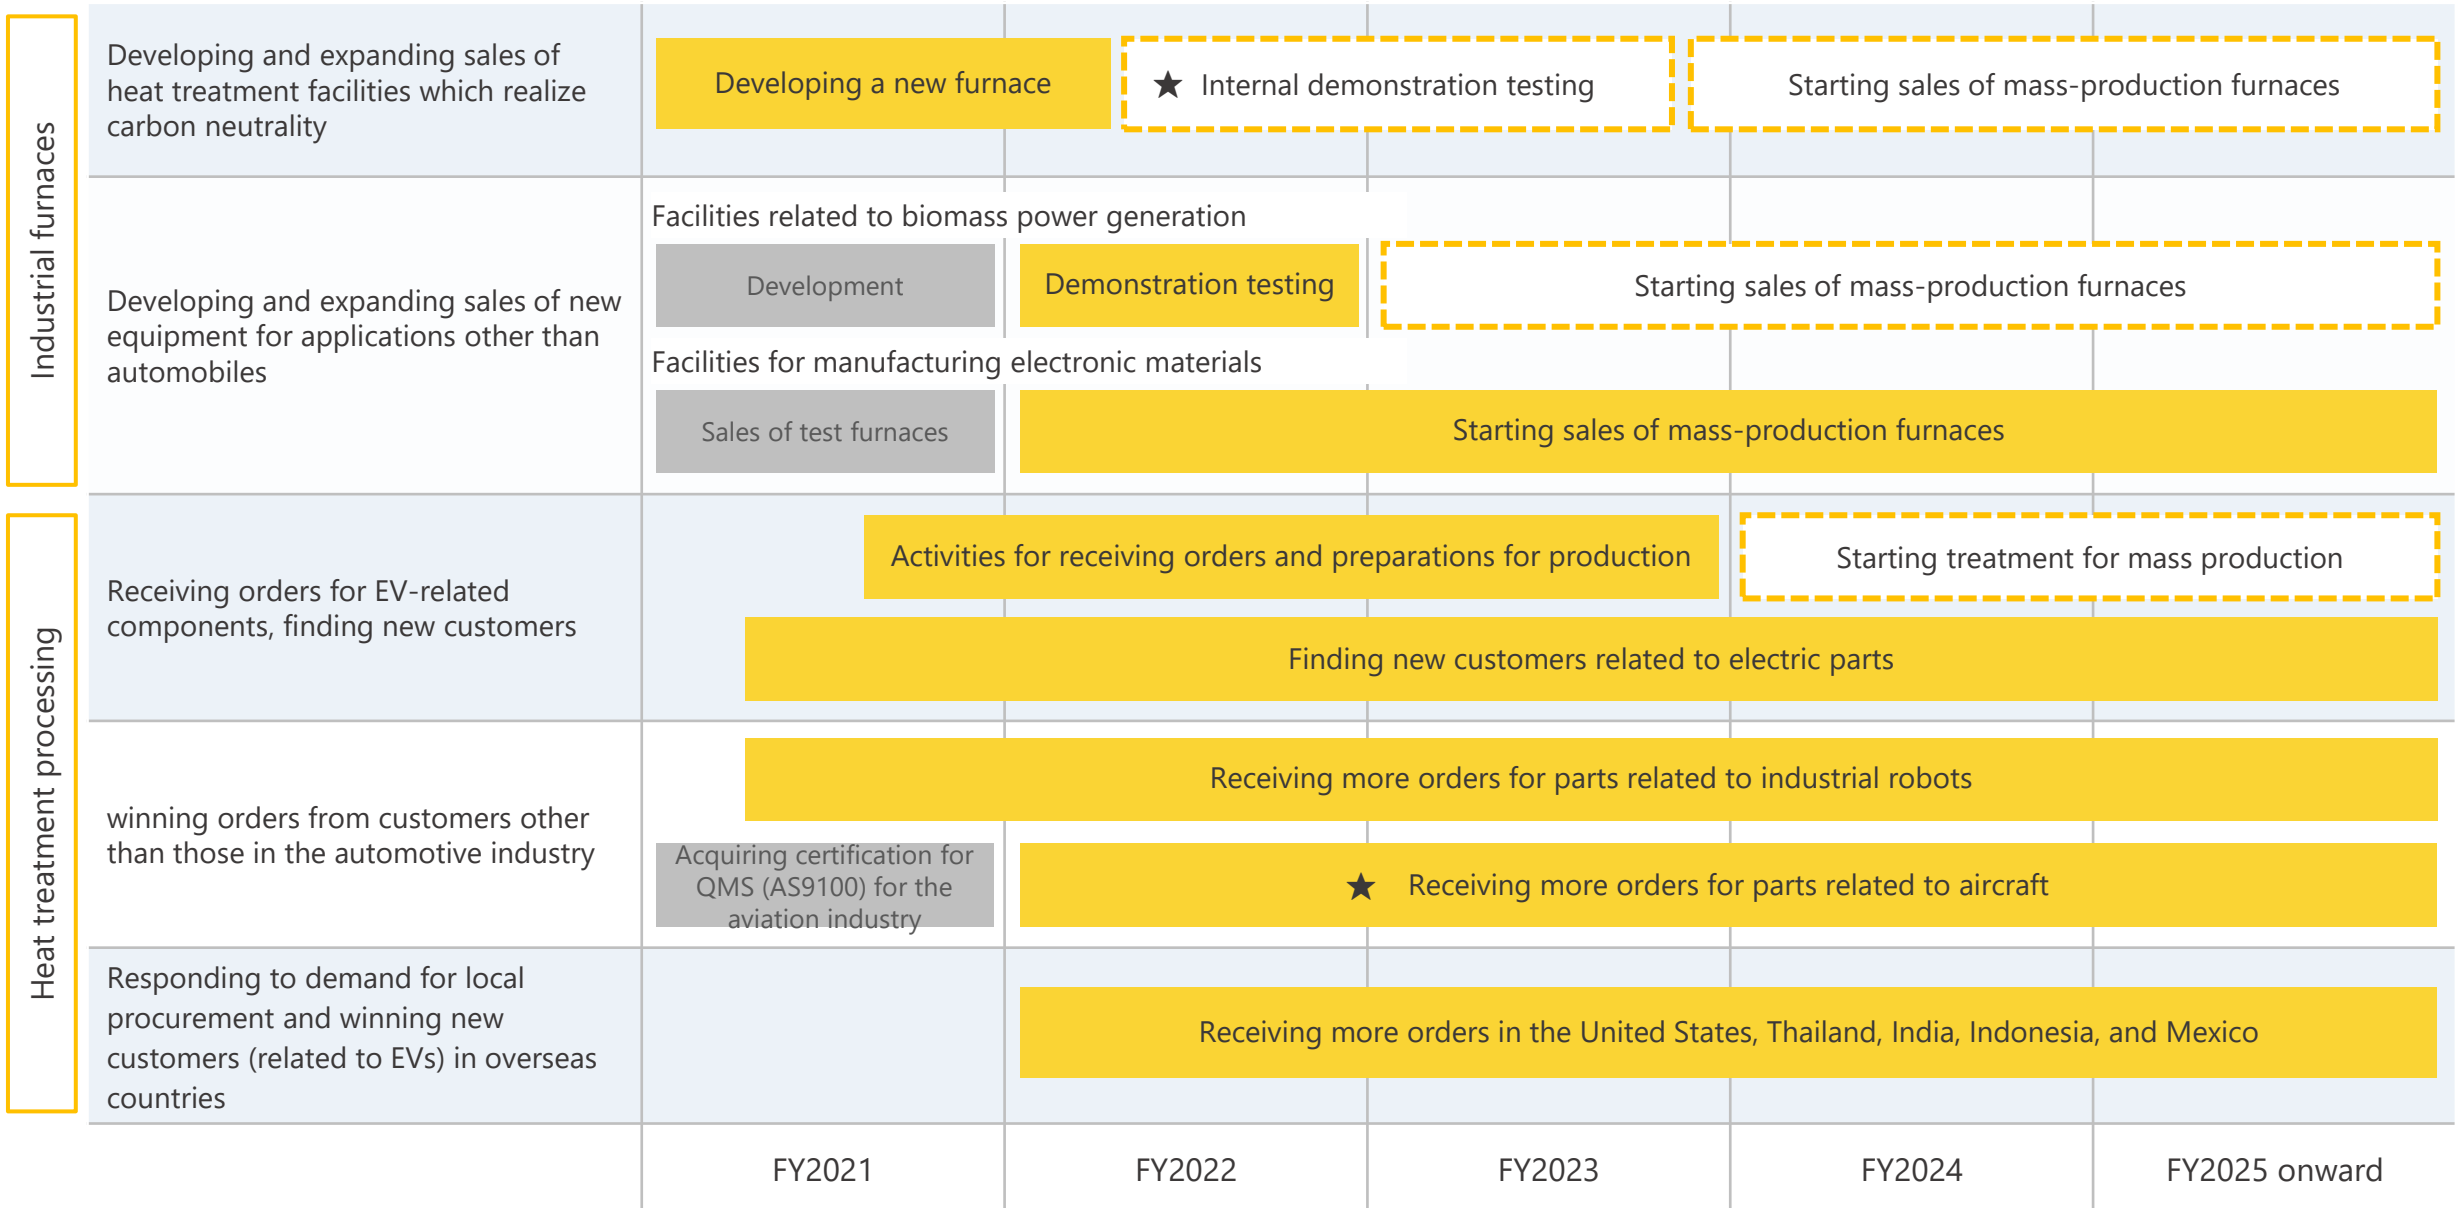 Industrial furnaces
Developing and expanding sales of
heat treatment facilities which realize
carbon neutrality
Developing a new furnace
★ Internal demonstration testing
Starting sales of mass-production furnaces
Developing and expanding sales of new
equipment for applications other than
automobiles
Facilities related to biomass power generation
Development
Demonstration testing
Starting sales of mass-production furnaces
Facilities for manufacturing electronic materials
Sales of test furnaces
Starting sales of mass-production furnaces
Heat treatment processing
Receiving orders for EV-related
components, finding new customers
Activities for receiving orders and preparations for production
Starting treatment for mass production
Finding new customers related to electric parts
winning orders from customers other
than those in the automotive industry
Receiving more orders for parts related to industrial robots
Acquiring certification for
QMS (AS9100) for the
aviation industry
★ Receiving more orders for parts related to aircraft
Responding to demand for local
procurement and winning new
customers (related to EVs) in overseas
countries
Receiving more orders in the United States, Thailand, India, Indonesia, and Mexico
FY2021
FY2022
FY2023
FY2024
FY2025 onward